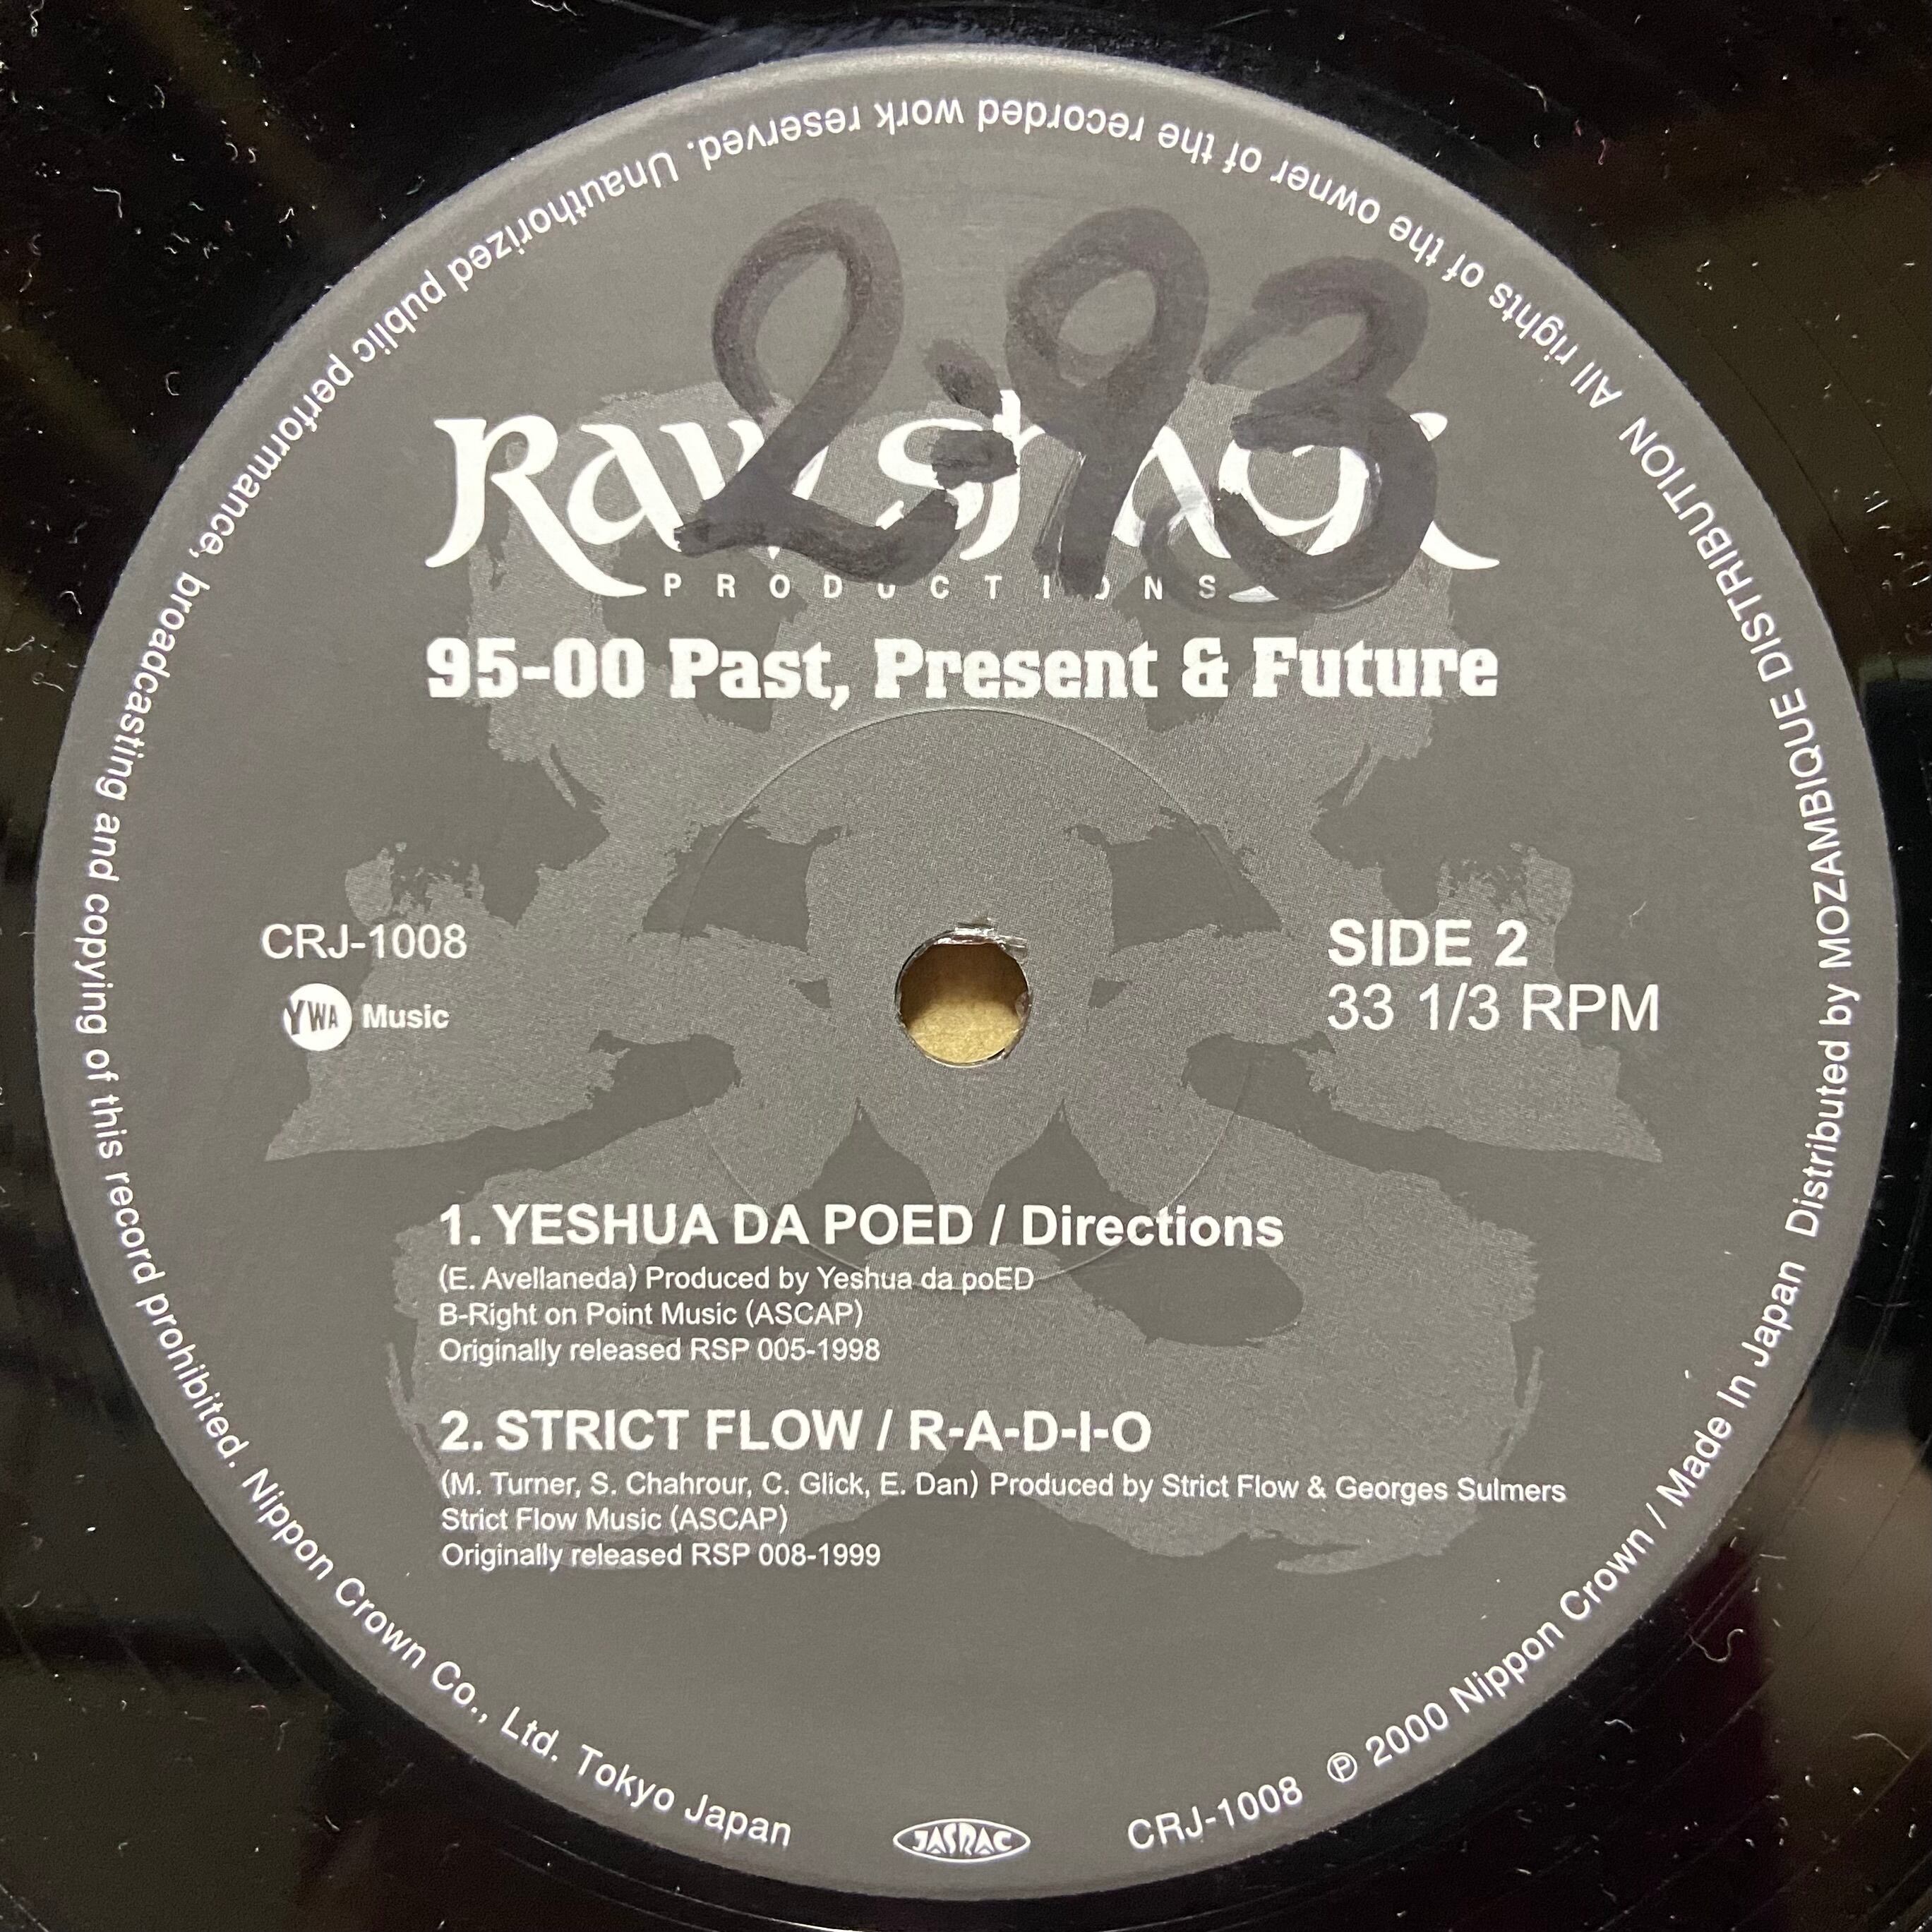 2.93
Raw Shack
PRODUCTIONS
95-00 Past, Present & Future
CRJ-1008
YWA Music
SIDE 2
33 1/3 RPM
1. YESHUA DA POED / Directions
(E. Avellaneda) Produced by Yeshua da poED
B-Right on Point Music (ASCAP)
Originally released RSP 005-1998
2. STRICT FLOW / R-A-D-I-O
(M. Turner, S. Chahrour, C. Glick, E. Dan) Produced by Strict Flow & Georges Sulmers
Strict Flow Music (ASCAP)
Originally released RSP 008-1999
CRJ-1008 ℗ 2000 Nippon Crown / Made In Japan Distributed by MOZAMBIQUE DISTRIBUTION All rights of the owner of the recorded work reserved. Unauthorized public performance, broadcasting and copying of this record prohibited. Nippon Crown Co., Ltd. Tokyo Japan
JASRAC